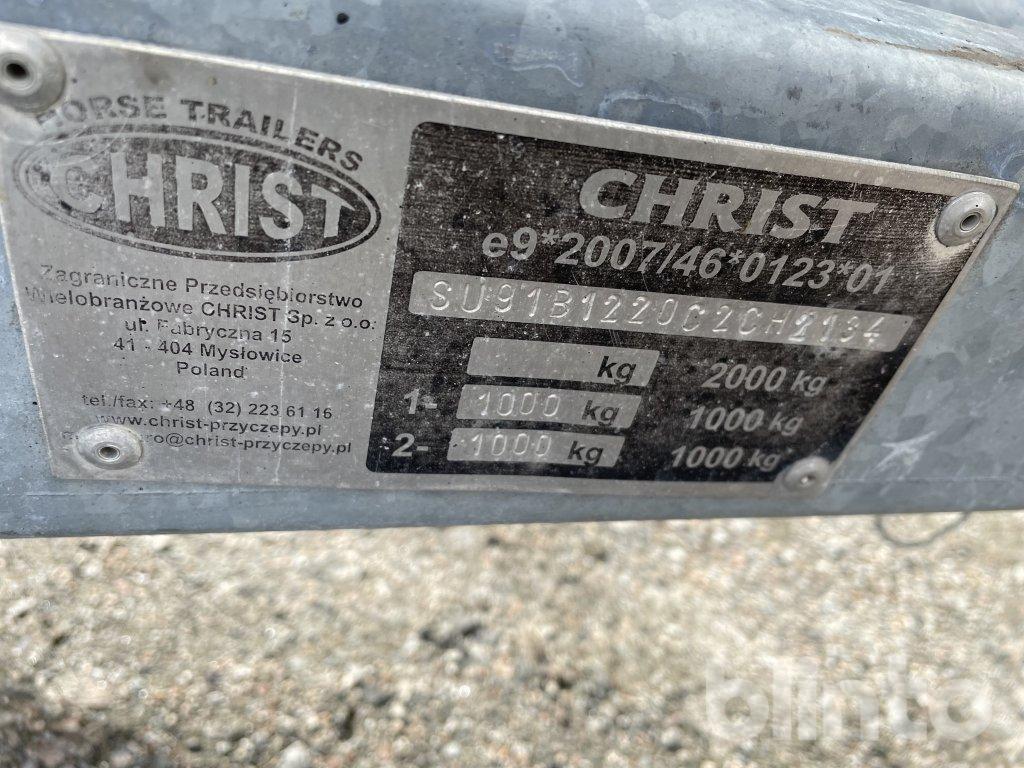 HORSE TRAILERS
CHRIST
Zagraniczne Przedsiębiorstwo
Wielobranżowe CHRIST Sp. z o.o.
ul. Fabryczna 15
41 - 404 Mysłowice
Poland
tel./fax: +48 (32) 223 61 16
www.christ-przyczepy.pl
ro@christ-przyczepy.pl
CHRIST
e9*2007/46*0123*01
SU91B1220C2CH2134
kg 2000 kg
1- 1000 kg 1000 kg
2- 1000 kg 1000 kg
blinto